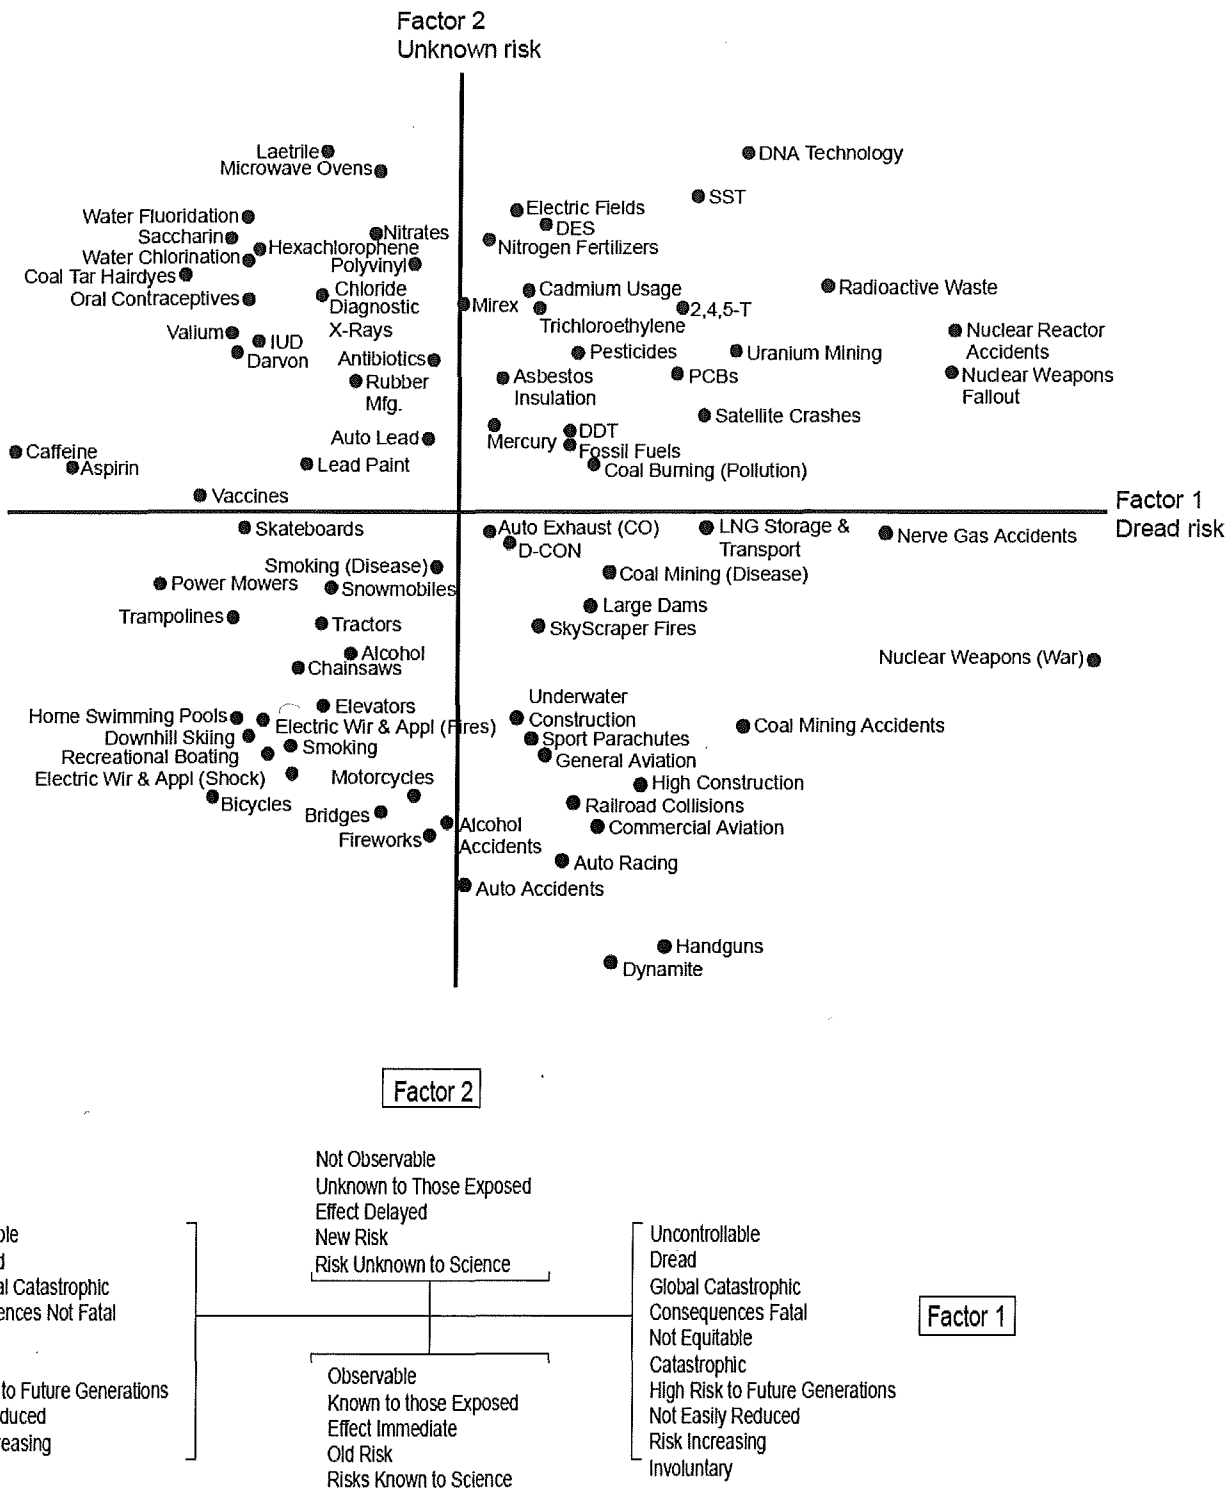 Factor 2
Unknown risk
Laetrile
Microwave Ovens
DNA Technology
SST
Water Fluoridation
Electric Fields
DES
Saccharin
Nitrates
Nitrogen Fertilizers
Hexachlorophene
Water Chlorination
Polyvinyl
Coal Tar Hairdyes
Chloride
Cadmium Usage
Radioactive Waste
Oral Contraceptives
Diagnostic
X-Rays
Mirex
2,4,5-T
Trichloroethylene
Valium
IUD
Darvon
Nuclear Reactor
Accidents
Antibiotics
Pesticides
Uranium Mining
Rubber
Mfg.
Asbestos
Insulation
PCBs
Nuclear Weapons
Fallout
Satellite Crashes
Auto Lead
Mercury
DDT
Fossil Fuels
Caffeine
Aspirin
Lead Paint
Coal Burning (Pollution)
Vaccines
Factor 1
Dread risk
Skateboards
Auto Exhaust (CO)
LNG Storage &
Transport
Nerve Gas Accidents
D-CON
Smoking (Disease)
Coal Mining (Disease)
Power Mowers
Snowmobiles
Large Dams
Trampolines
Tractors
SkyScraper Fires
Alcohol
Chainsaws
Nuclear Weapons (War)
Elevators
Underwater
Construction
Home Swimming Pools
Electric Wir & Appl (Fires)
Coal Mining Accidents
Downhill Skiing
Smoking
Sport Parachutes
Recreational Boating
General Aviation
Electric Wir & Appl (Shock)
Motorcycles
High Construction
Bicycles
Bridges
Railroad Collisions
Fireworks
Alcohol
Accidents
Commercial Aviation
Auto Racing
Auto Accidents
Handguns
Dynamite
Factor 2
Not Observable
Unknown to Those Exposed
Effect Delayed
New Risk
Risk Unknown to Science
al Catastrophic
ences Not Fatal
to Future Generations
duced
reasing
Uncontrollable
Dread
Global Catastrophic
Consequences Fatal
Not Equitable
Catastrophic
High Risk to Future Generations
Not Easily Reduced
Risk Increasing
Involuntary
Factor 1
Observable
Known to those Exposed
Effect Immediate
Old Risk
Risks Known to Science